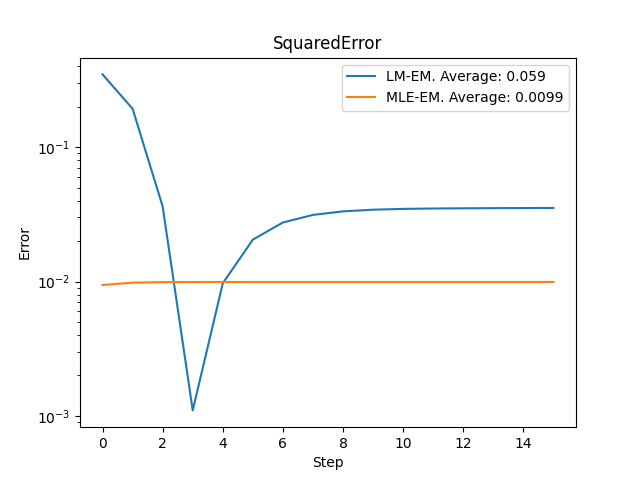 SquaredError
LM-EM. Average: 0.059
MLE-EM. Average: 0.0099
Error
10⁻¹
10⁻²
10⁻³
0 2 4 6 8 10 12 14
Step